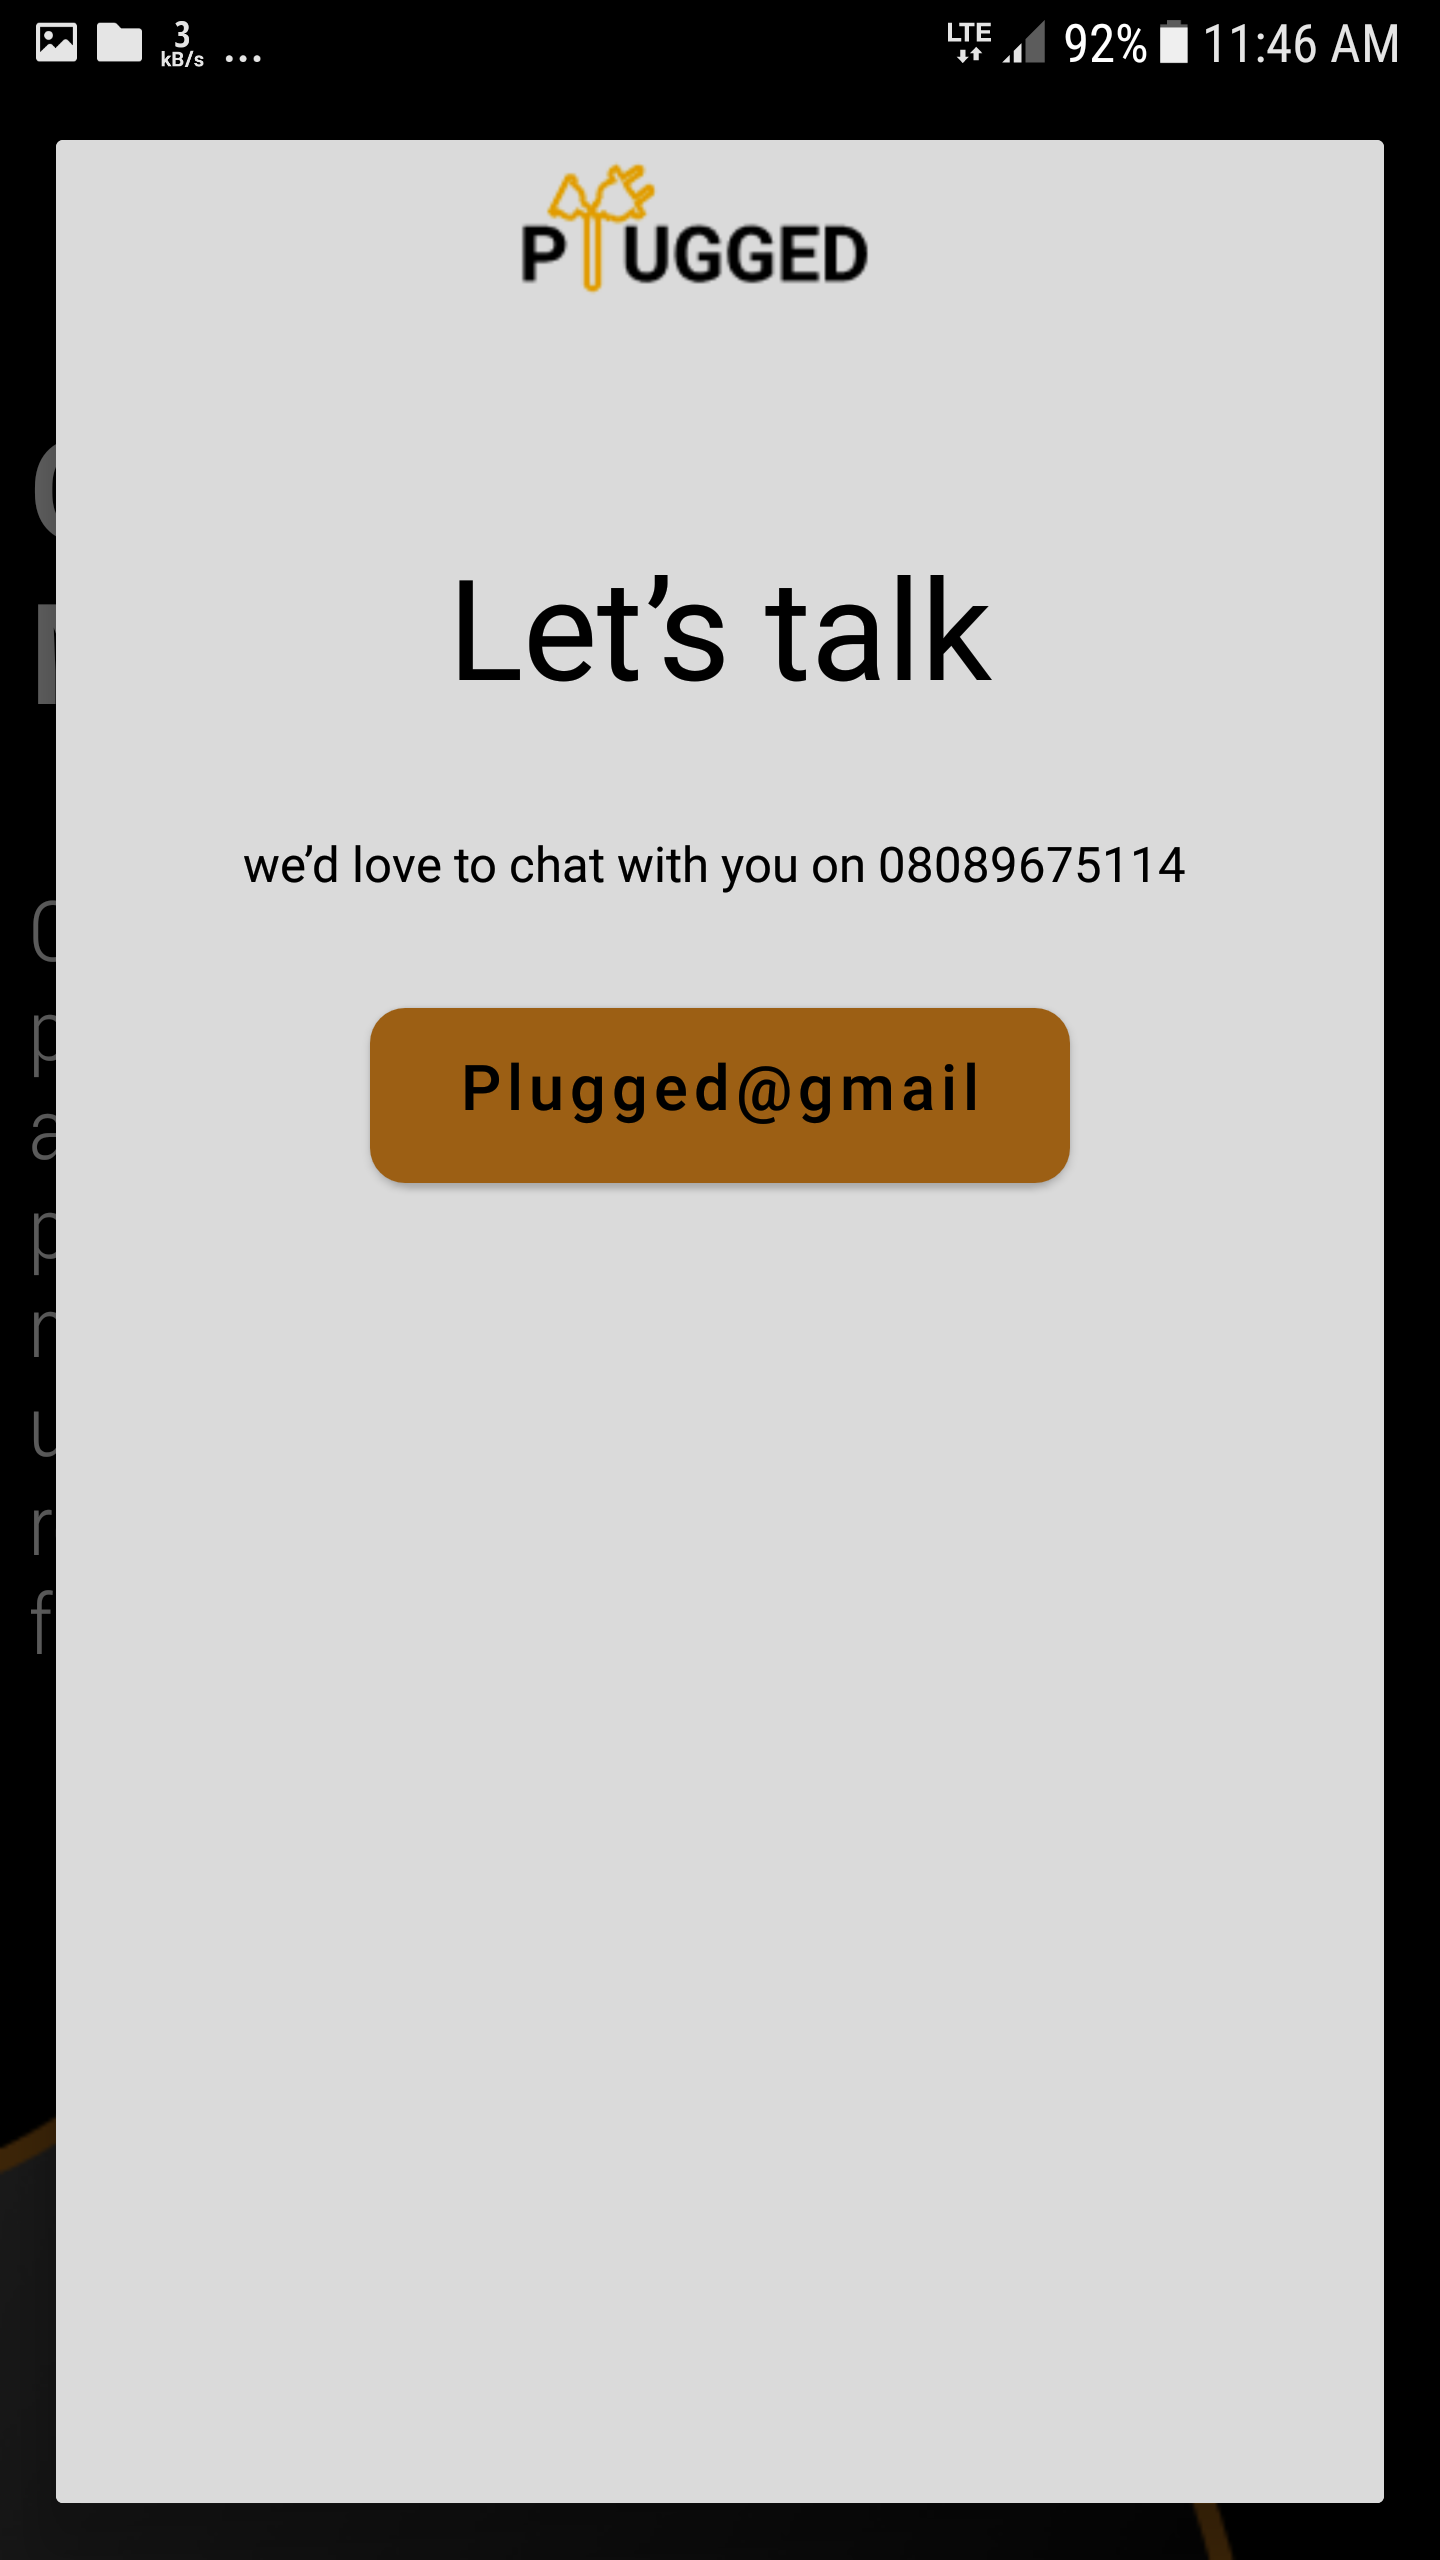 3
kB/s
...
LTE
92%
11:46 AM
PLUGGED
Let’s talk
we’d love to chat with you on 08089675114
Plugged@gmail